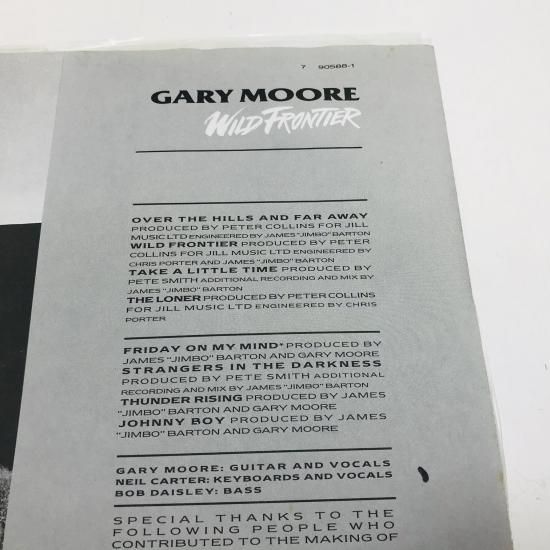 7 90588-1
GARY MOORE
WILD FRONTIER
OVER THE HILLS AND FAR AWAY
PRODUCED BY PETER COLLINS FOR JILL
MUSIC LTD ENGINEERED BY JAMES "JIMBO" BARTON
WILD FRONTIER PRODUCED BY PETER
COLLINS FOR JILL MUSIC LTD ENGINEERED BY
CHRIS PORTER AND JAMES "JIMBO" BARTON
TAKE A LITTLE TIME PRODUCED BY
PETE SMITH ADDITIONAL RECORDING AND MIX BY
JAMES "JIMBO" BARTON
THE LONER PRODUCED BY PETER COLLINS
FOR JILL MUSIC LTD ENGINEERED BY CHRIS
PORTER
FRIDAY ON MY MIND* PRODUCED BY
JAMES "JIMBO" BARTON AND GARY MOORE
STRANGERS IN THE DARKNESS
PRODUCED BY PETE SMITH ADDITIONAL
RECORDING AND MIX BY JAMES "JIMBO" BARTON
THUNDER RISING PRODUCED BY JAMES
"JIMBO" BARTON AND GARY MOORE
JOHNNY BOY PRODUCED BY JAMES
"JIMBO" BARTON AND GARY MOORE
GARY MOORE: GUITAR AND VOCALS
NEIL CARTER: KEYBOARDS AND VOCALS
BOB DAISLEY: BASS
SPECIAL THANKS TO THE
FOLLOWING PEOPLE WHO
CONTRIBUTED TO THE MAKING OF